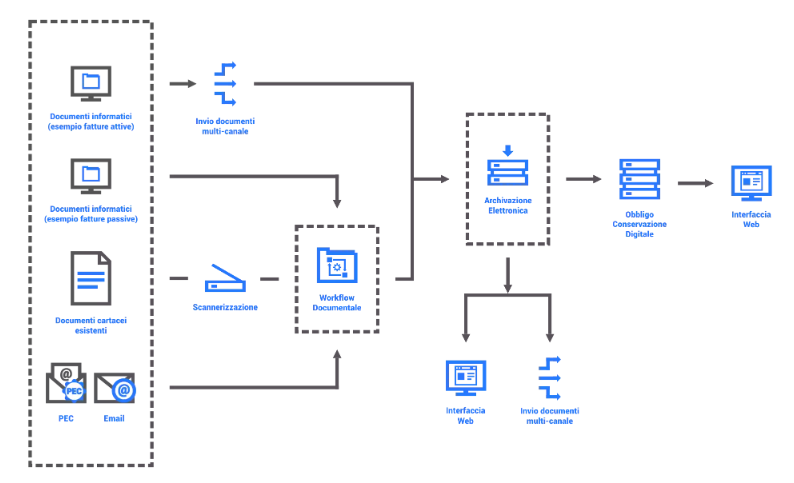 Documenti informatici
(esempio fatture attive)
Invio documenti
multi-canale
Documenti informatici
(esempio fatture passive)
Archivazione
Elettronica
Obbligo
Conservazione
Digitale
Interfaccia
Web
Documenti cartacei
esistenti
Scannerizzazione
Workflow
Documentale
@
PEC
@
PEC
Email
Interfaccia
Web
Invio documenti
multi-canale